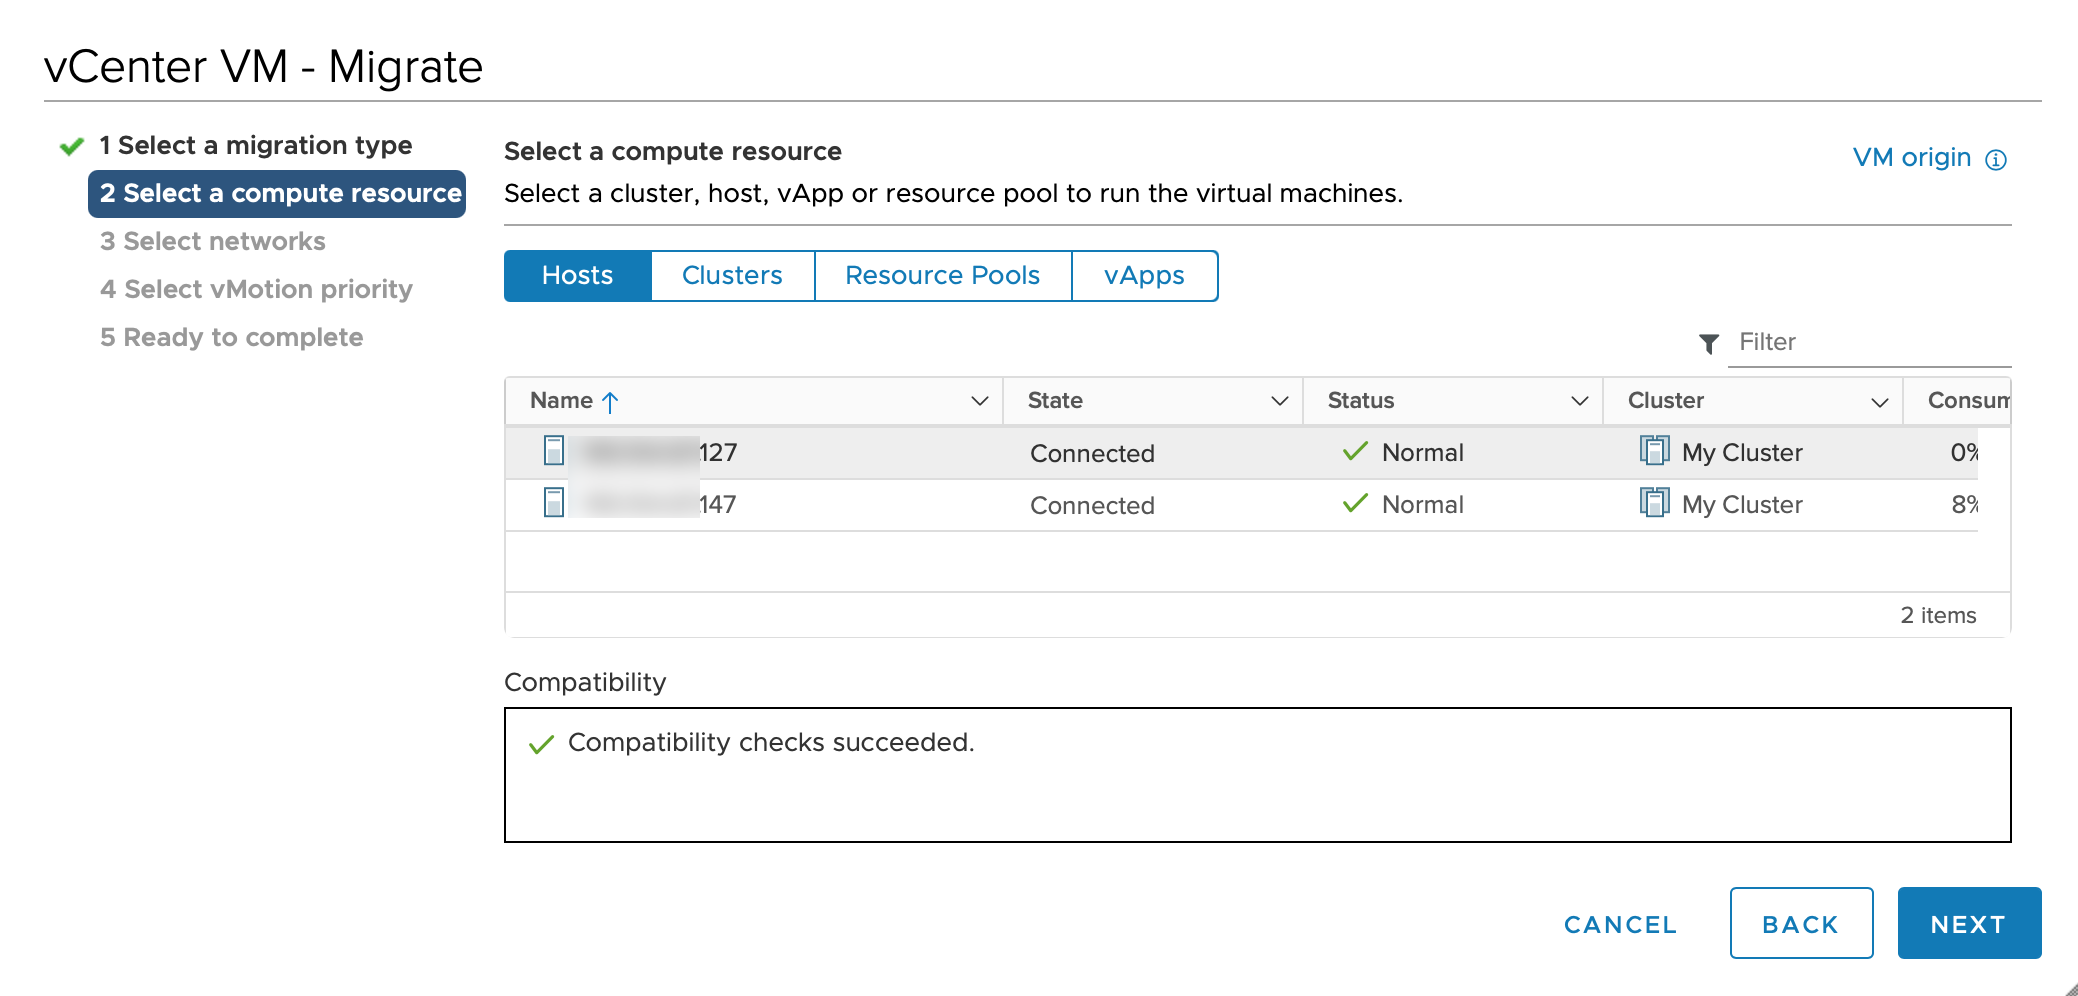 vCenter VM - Migrate
1 Select a migration type
2 Select a compute resource
3 Select networks
4 Select vMotion priority
5 Ready to complete
Select a compute resource
VM origin
Select a cluster, host, vApp or resource pool to run the virtual machines.
Hosts Clusters Resource Pools vApps
Filter
Name State Status Cluster Consum
127 Connected Normal My Cluster 0%
147 Connected Normal My Cluster 8%
2 items
Compatibility
Compatibility checks succeeded.
CANCEL BACK NEXT